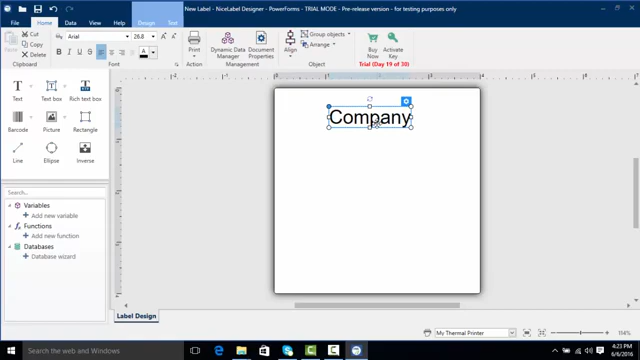 New Label - NiceLabel Designer - PowerForms - TRIAL MODE - Pre-release version - for testing purposes only
File Home Data View Design Text
Cut
Copy
Delete
Paste
Clipboard
Arial 26.8
B I U
Font
Print
Action
Dynamic Data Manager
Document Properties
Manage
Group objects
Arrange
Object
Buy Now
Activate Key
Trial (Day 19 of 30)
Text
Text box
Rich text box
Barcode
Picture
Rectangle
Line
Ellipse
Inverse
Search...
Variables
Add new variable
Functions
Add new function
Databases
Database wizard
Company
Label Design
My Thermal Printer
Search the web and Windows
4:23 PM
6/6/2016